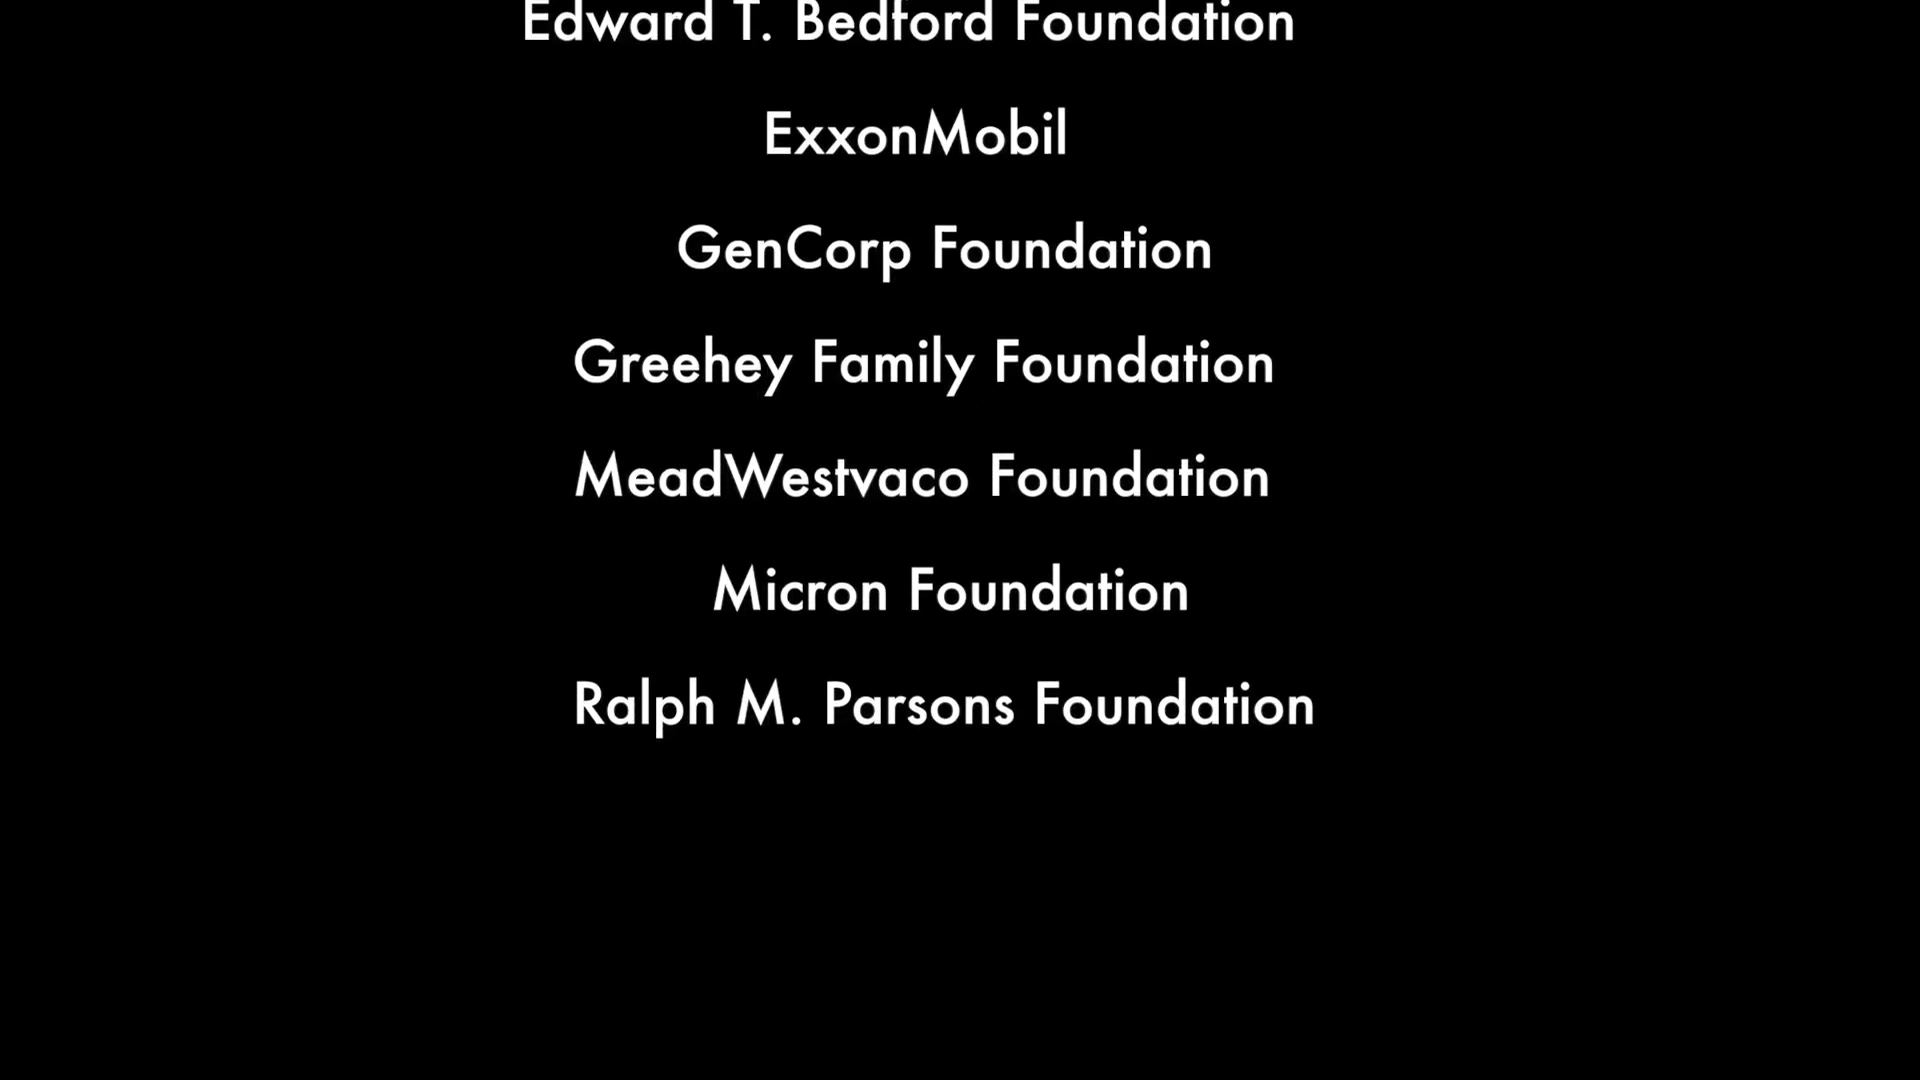 Edward T. Bedford Foundation
ExxonMobil
GenCorp Foundation
Greehey Family Foundation
MeadWestvaco Foundation
Micron Foundation
Ralph M. Parsons Foundation